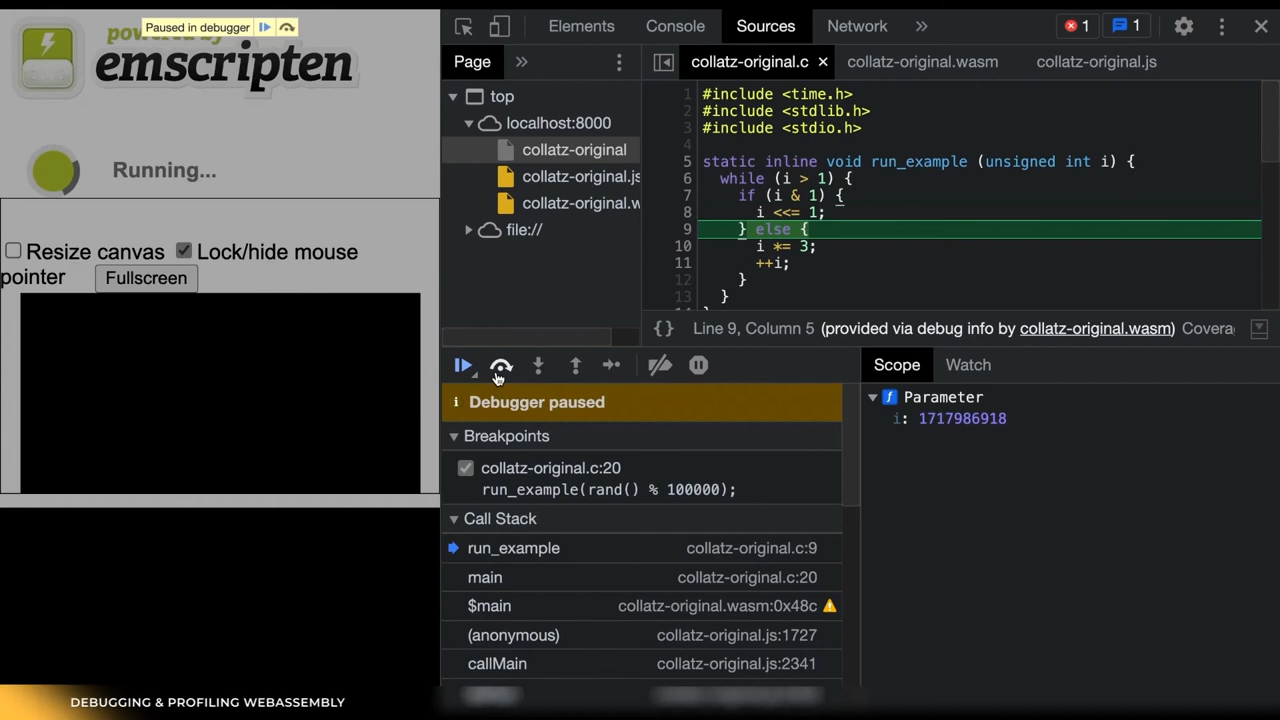 powered by
Paused in debugger
emscripten
Running...
Resize canvas Lock/hide mouse
pointer Fullscreen
Elements Console Sources Network » 1 1
Page »
top
localhost:8000
collatz-original
collatz-original.js
collatz-original.w
file://
collatz-original.c × collatz-original.wasm collatz-original.js
1 #include <time.h>
2 #include <stdlib.h>
3 #include <stdio.h>
4
5 static inline void run_example (unsigned int i) {
6 while (i > 1) {
7 if (i & 1) {
8 i <<= 1;
9 } else {
10 i *= 3;
11 ++i;
12 }
13 }
{} Line 9, Column 5 (provided via debug info by collatz-original.wasm) Covera
Debugger paused
Breakpoints
collatz-original.c:20
run_example(rand() % 100000);
Call Stack
run_example collatz-original.c:9
main collatz-original.c:20
$main collatz-original.wasm:0x48c
(anonymous) collatz-original.js:1727
callMain collatz-original.js:2341
Scope Watch
Parameter
i: 1717986918
DEBUGGING & PROFILING WEBASSEMBLY